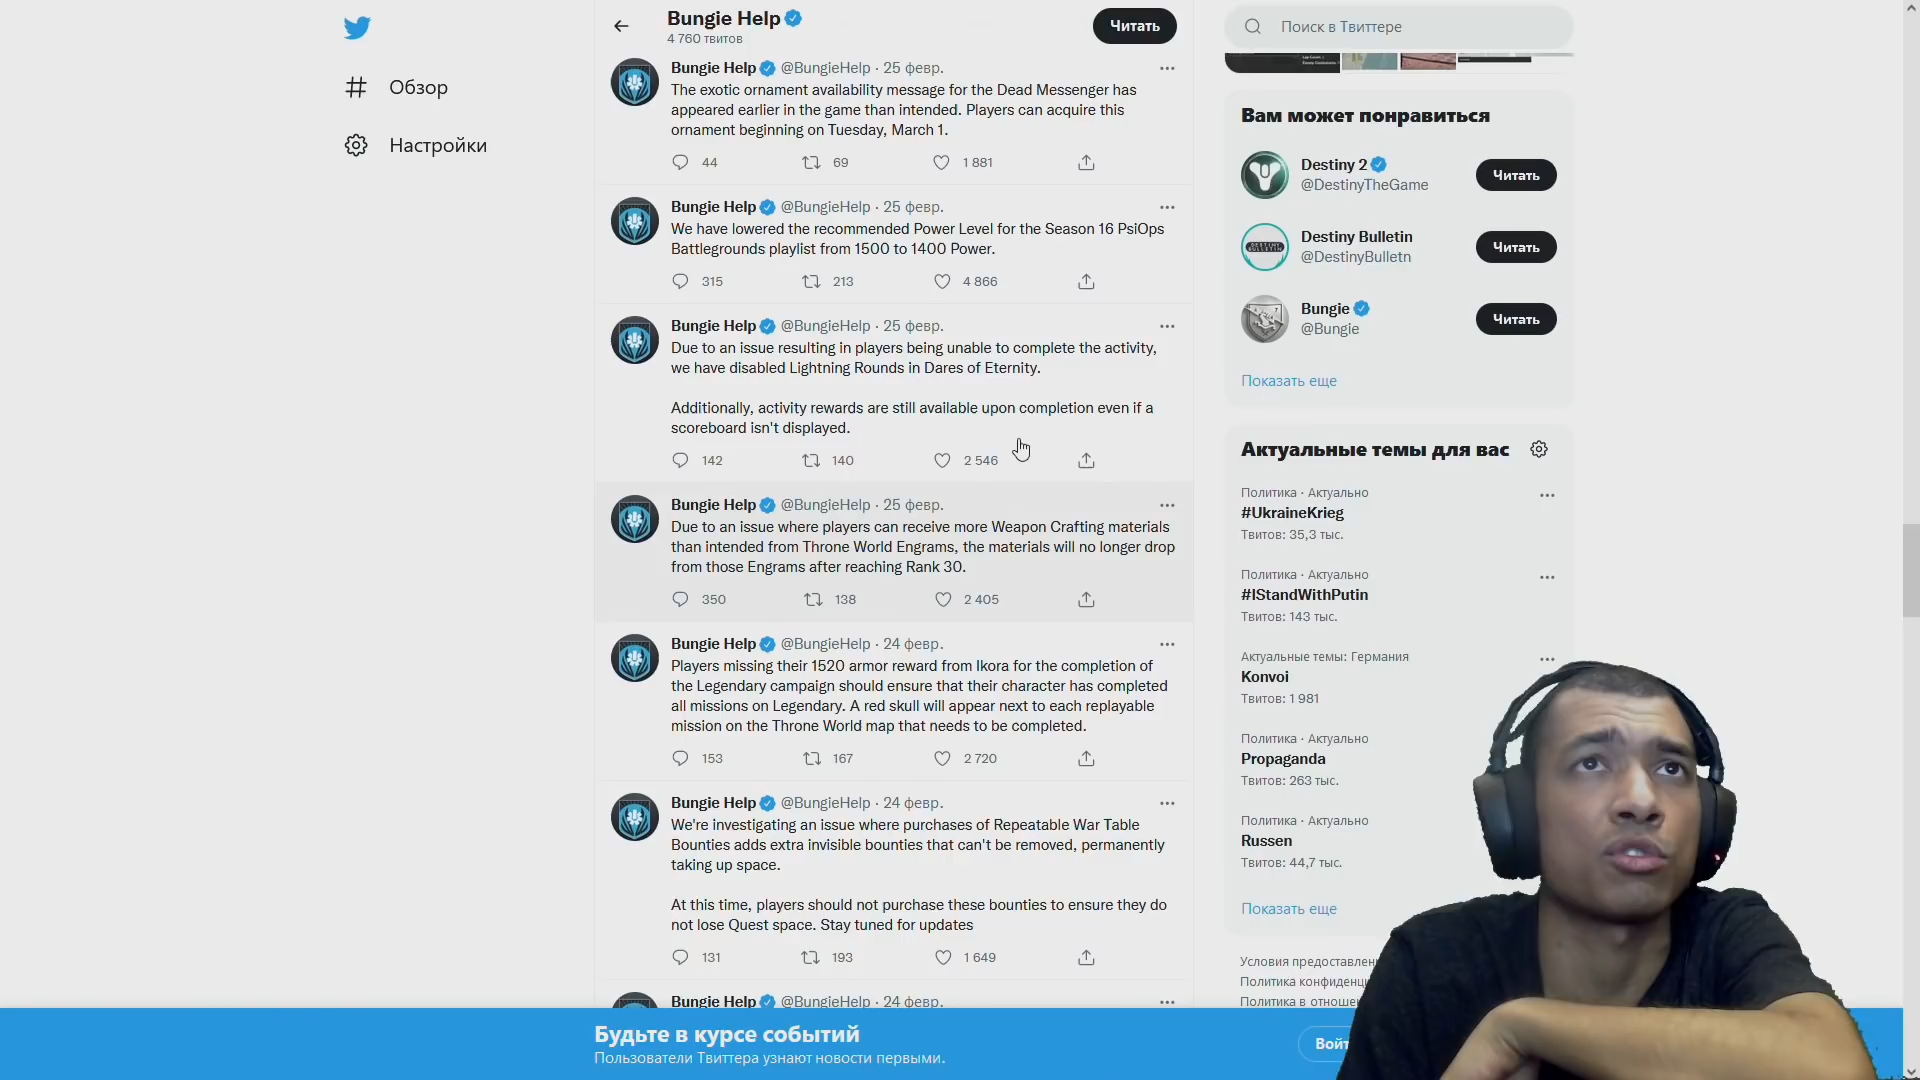 Bungie Help
4 760 твитов
Читать
Поиск в Твиттере
Обзор
Настройки
Bungie Help @BungieHelp · 25 февр.
The exotic ornament availability message for the Dead Messenger has
appeared earlier in the game than intended. Players can acquire this
ornament beginning on Tuesday, March 1.
44 69 1 881
Bungie Help @BungieHelp · 25 февр.
We have lowered the recommended Power Level for the Season 16 PsiOps
Battlegrounds playlist from 1500 to 1400 Power.
315 213 4 866
Bungie Help @BungieHelp · 25 февр.
Due to an issue resulting in players being unable to complete the activity,
we have disabled Lightning Rounds in Dares of Eternity.
Additionally, activity rewards are still available upon completion even if a
scoreboard isn't displayed.
142 140 2 546
Bungie Help @BungieHelp · 25 февр.
Due to an issue where players can receive more Weapon Crafting materials
than intended from Throne World Engrams, the materials will no longer drop
from those Engrams after reaching Rank 30.
350 138 2 405
Bungie Help @BungieHelp · 24 февр.
Players missing their 1520 armor reward from Ikora for the completion of
the Legendary campaign should ensure that their character has completed
all missions on Legendary. A red skull will appear next to each replayable
mission on the Throne World map that needs to be completed.
153 167 2 720
Bungie Help @BungieHelp · 24 февр.
We're investigating an issue where purchases of Repeatable War Table
Bounties adds extra invisible bounties that can't be removed, permanently
taking up space.
At this time, players should not purchase these bounties to ensure they do
not lose Quest space. Stay tuned for updates
131 193 1 649
Bungie Help @BungieHelp · 24 февр.
Вам может понравиться
Destiny 2
@DestinyTheGame
Читать
Destiny Bulletin
@DestinyBulletn
Читать
Bungie
@Bungie
Читать
Показать еще
Актуальные темы для вас
Политика · Актуально
#UkraineKrieg
Твитов: 35,3 тыс.
Политика · Актуально
#IStandWithPutin
Твитов: 143 тыс.
Актуальные темы: Германия
Konvoi
Твитов: 1 981
Политика · Актуально
Propaganda
Твитов: 263 тыс.
Политика · Актуально
Russen
Твитов: 44,7 тыс.
Показать еще
Условия
Политика
Политика в
Будьте в курсе событий
Пользователи Твиттера узнают новости первыми.